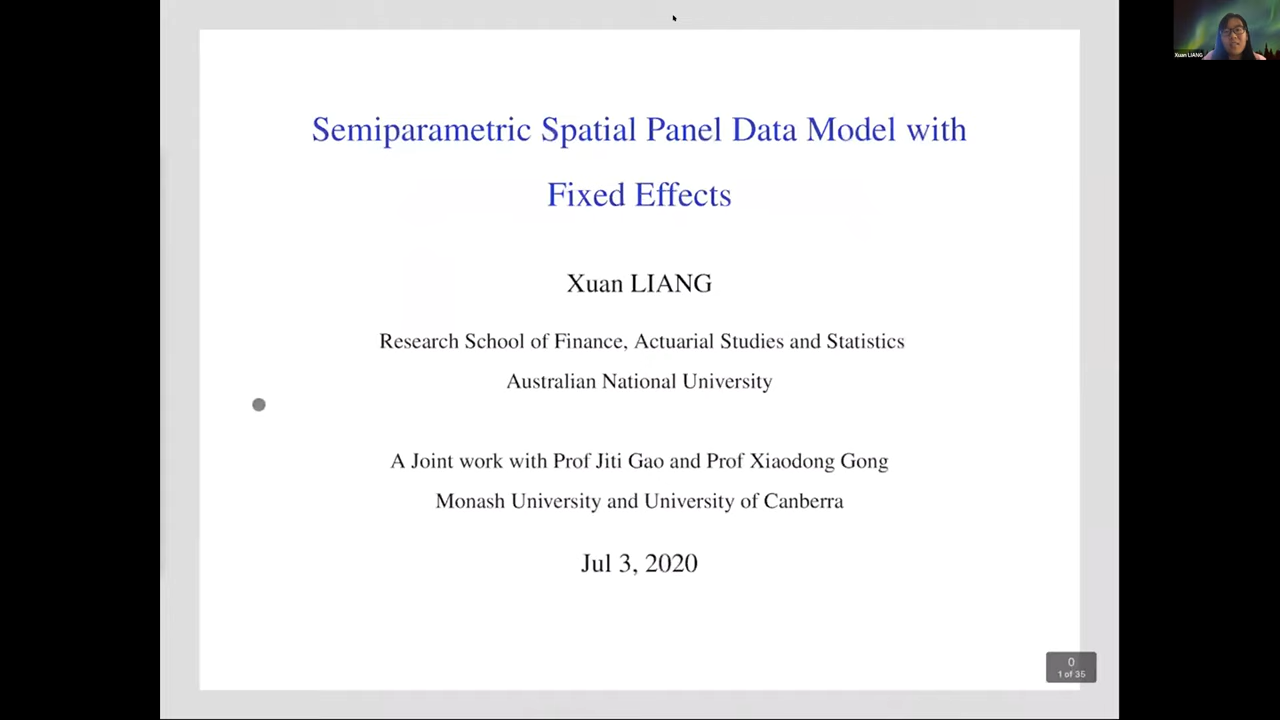 Semiparametric Spatial Panel Data Model with
Fixed Effects
Xuan LIANG
Research School of Finance, Actuarial Studies and Statistics
Australian National University
A Joint work with Prof Jiti Gao and Prof Xiaodong Gong
Monash University and University of Canberra
Jul 3, 2020
0
1 of 35
Xuan LIANG